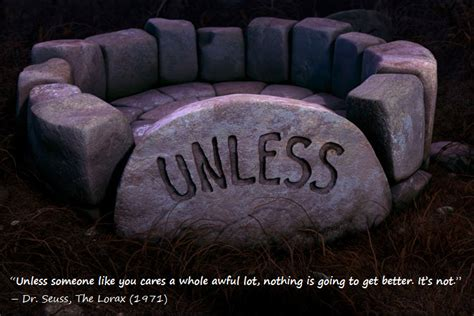 UNLESS
“Unless someone like you cares a whole awful lot, nothing is going to get better. It’s not.”
– Dr. Seuss, The Lorax (1971)